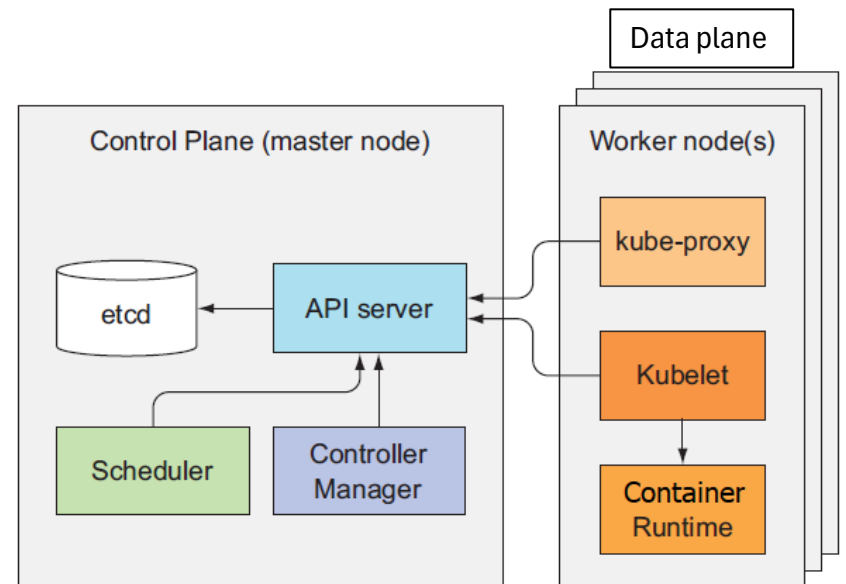 Data plane
Control Plane (master node)
Worker node(s)
kube-proxy
etcd
API server
Kubelet
Scheduler
Controller
Manager
Container
Runtime